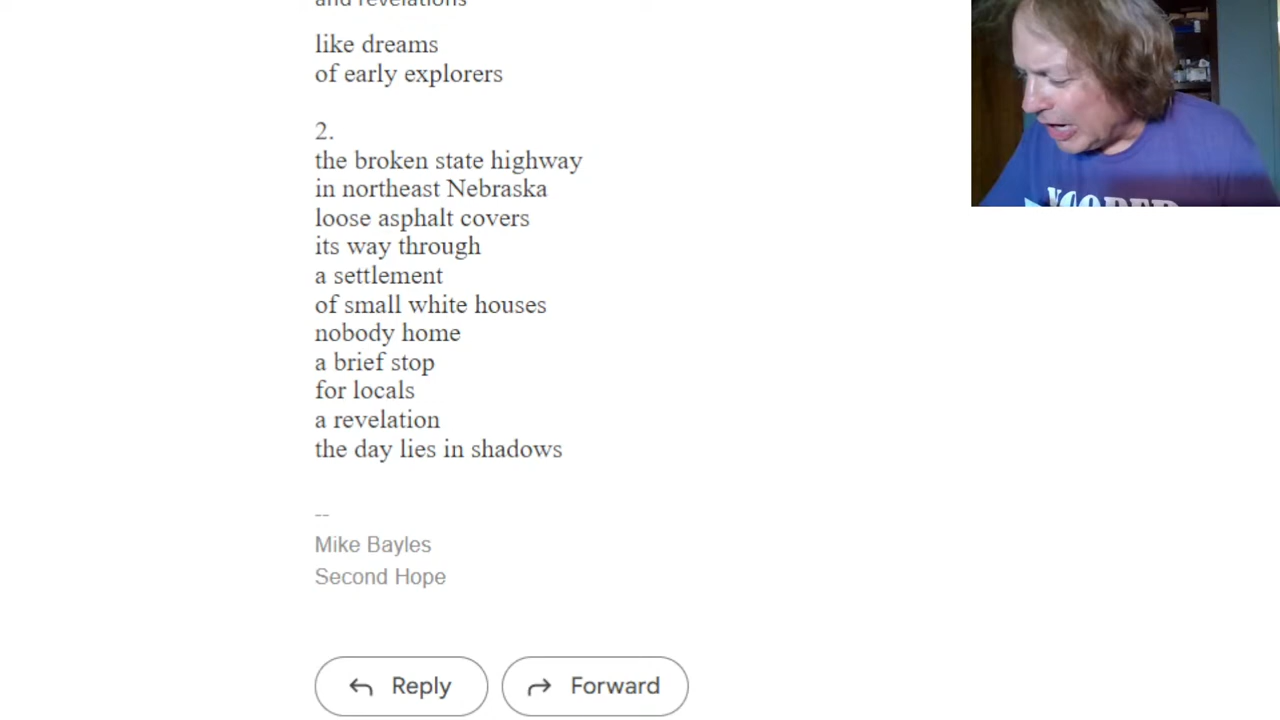 and revelations
like dreams
of early explorers
2.
the broken state highway
in northeast Nebraska
loose asphalt covers
its way through
a settlement
of small white houses
nobody home
a brief stop
for locals
a revelation
the day lies in shadows
--
Mike Bayles
Second Hope
Reply
Forward